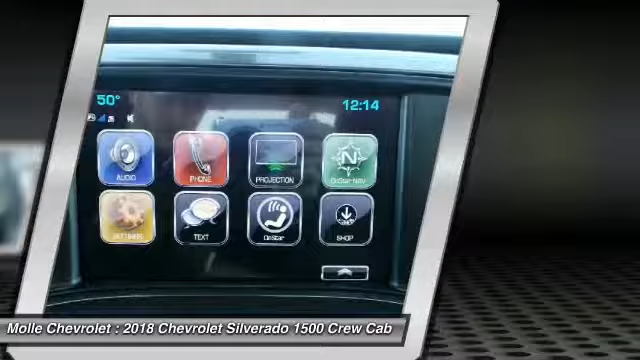 50°
12:14
AUDIO
PHONE
PROJECTION
OnStar NAV
SETTINGS
TEXT
OnStar
SHOP
Molle Chevrolet : 2018 Chevrolet Silverado 1500 Crew Cab